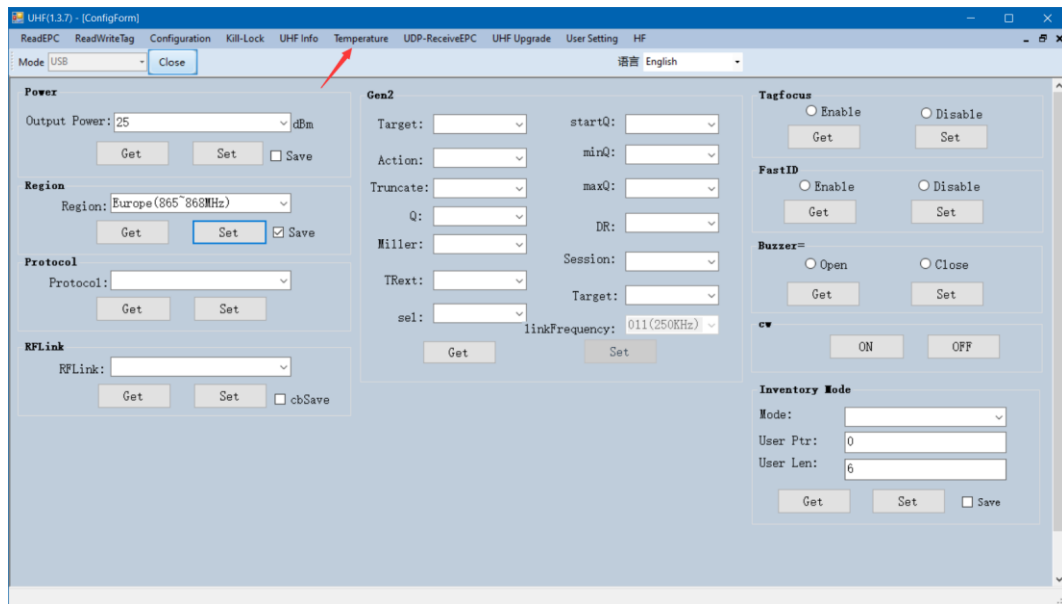 UHF(1.3.7) - [ConfigForm]
ReadEPC ReadWriteTag Configuration Kill-Lock UHF Info Temperature UDP-ReceiveEPC UHF Upgrade User Setting HF
Mode USB Close 语言 English
Power
Output Power: 25 dBm
Get Set Save
Region
Region: Europe(865~868MHz)
Get Set Save
Protocol
Protocol:
Get Set
RFLink
RFLink:
Get Set cbSave
Gen2
Target: startQ:
Action: minQ:
Truncate: maxQ:
Q: DR:
Miller: Session:
TRext: Target:
sel: linkFrequency: 011(250KHz)
Get Set
Tagfocus
Enable Disable
Get Set
FastID
Enable Disable
Get Set
Buzzer=
Open Close
Get Set
cw
ON OFF
Inventory Mode
Mode:
User Ptr: 0
User Len: 6
Get Set Save